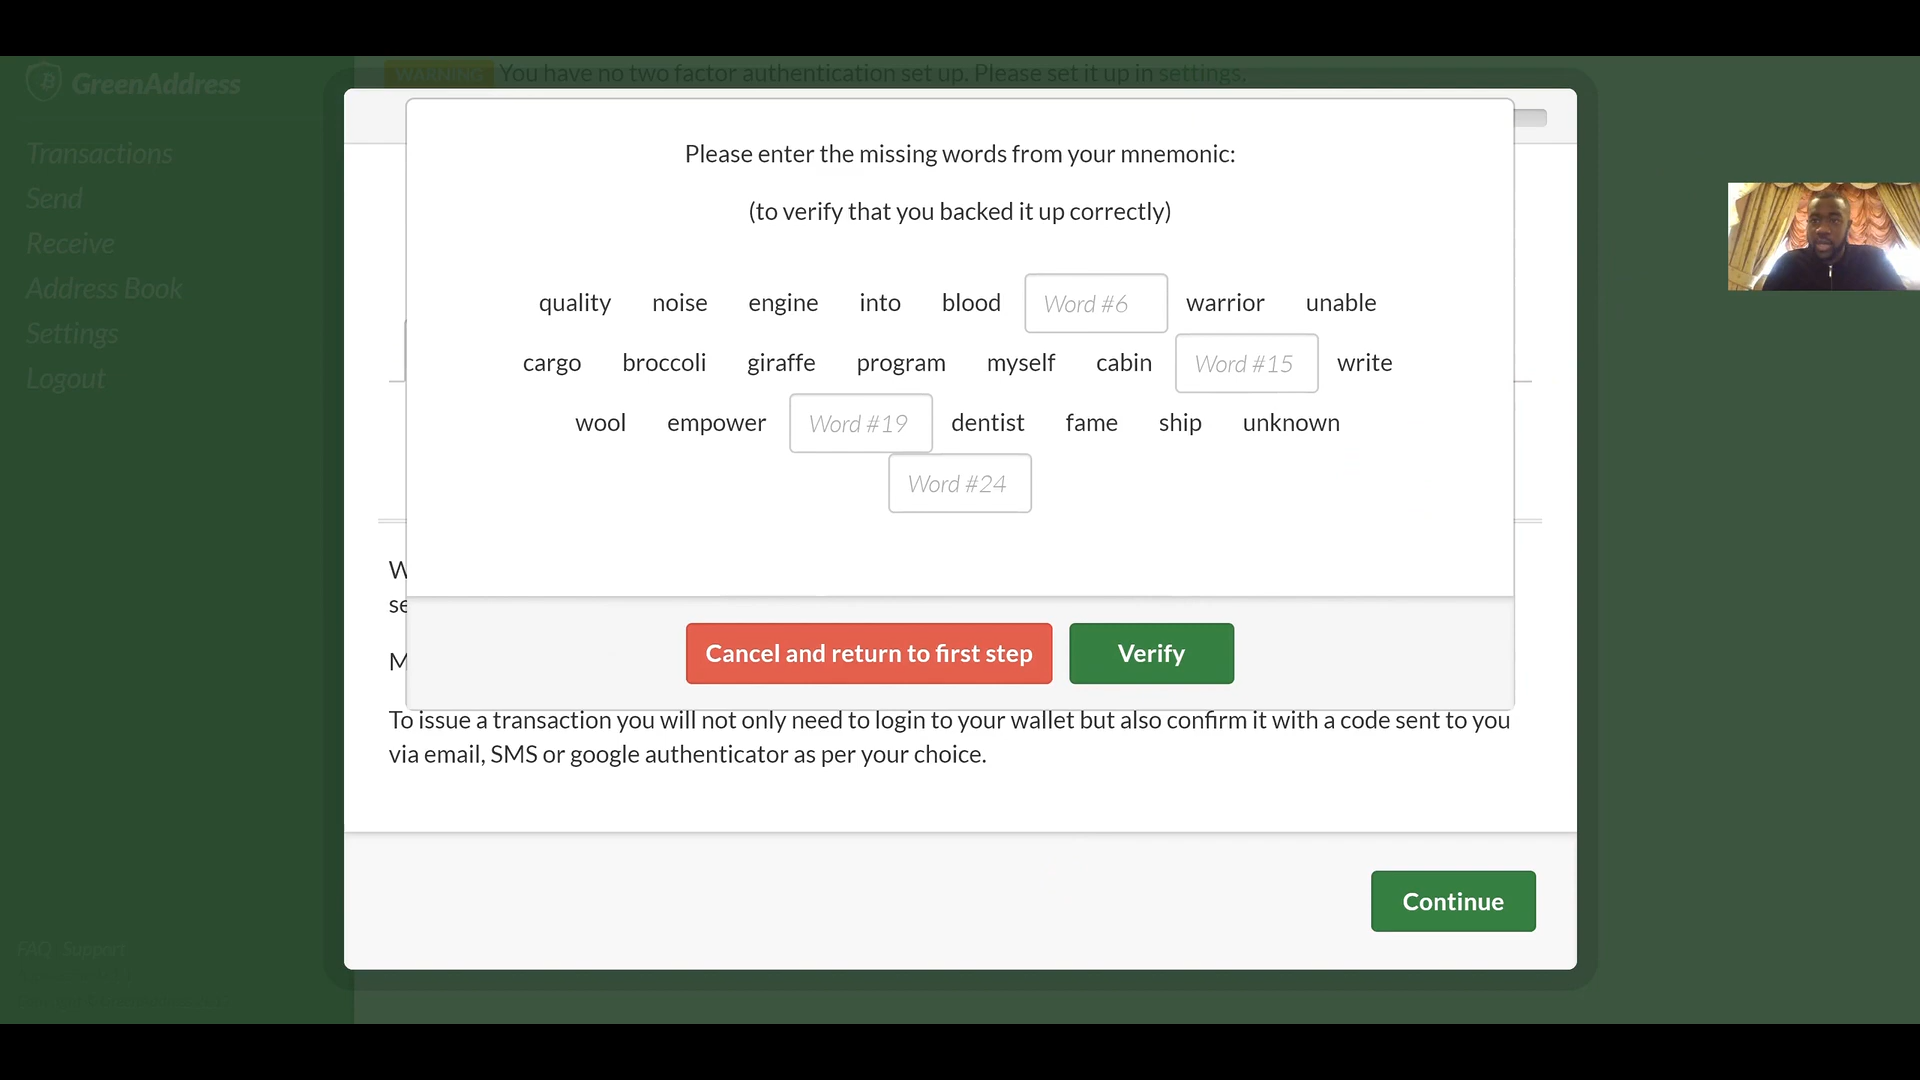 GreenAddress
WARNING You have no two factor authentication set up. Please set it up in settings.
Transactions
Send
Receive
Address Book
Settings
Logout
Please enter the missing words from your mnemonic:
(to verify that you backed it up correctly)
quality noise engine into blood Word #6 warrior unable
cargo broccoli giraffe program myself cabin Word #15 write
wool empower Word #19 dentist fame ship unknown
Word #24
Cancel and return to first step Verify
To issue a transaction you will not only need to login to your wallet but also confirm it with a code sent to you
via email, SMS or google authenticator as per your choice.
Continue
FAQ Support